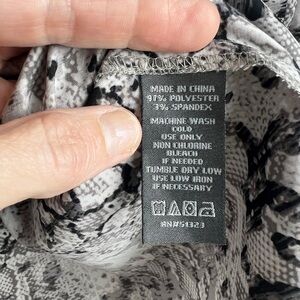 MADE IN CHINA
97% POLYESTER
3% SPANDEX
MACHINE WASH
COLD
USE ONLY
NON CHLORINE
BLEACH
IF NEEDED
TUMBLE DRY LOW
USE LOW IRON
IF NECESSARY
RN#51323